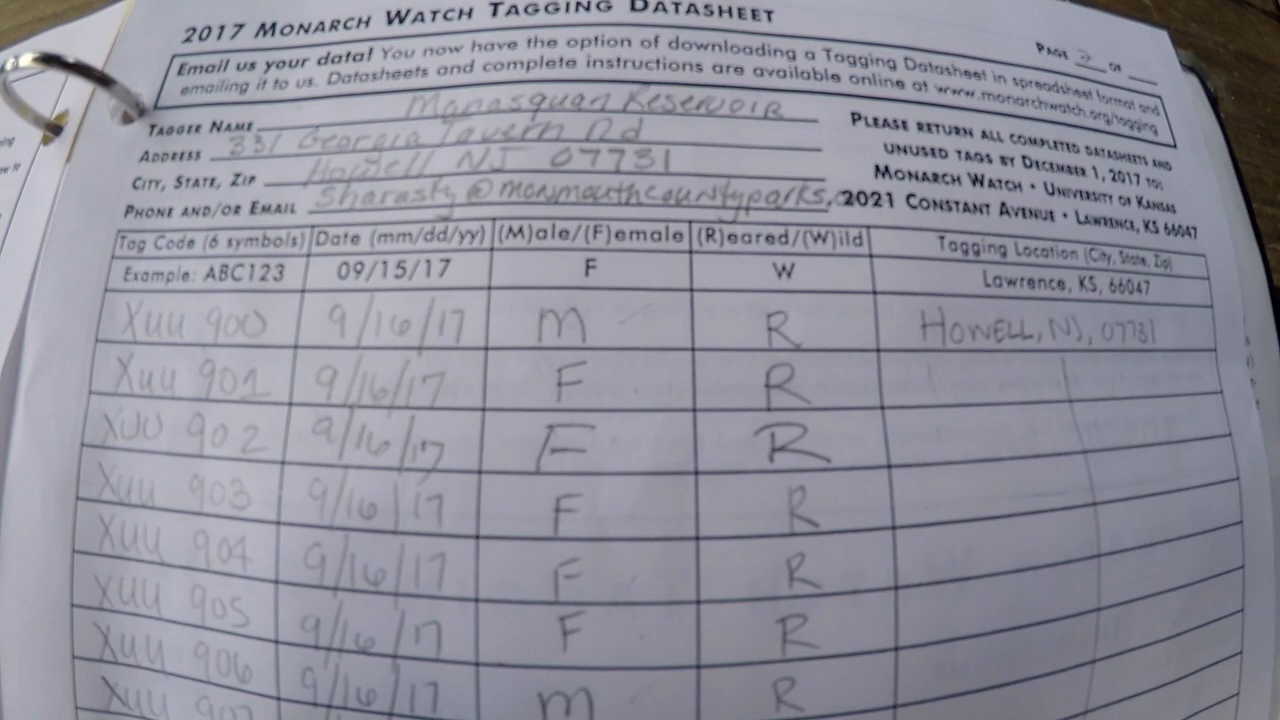 2017 MONARCH WATCH TAGGING DATASHEET
PAGE OF
Email us your data! You now have the option of downloading a Tagging Datasheet in spreadsheet format and
emailing it to us. Datasheets and complete instructions are available online at www.monarchwatch.org/tagging
TAGGER NAME Manasquan Reservoir
ADDRESS 331 Georgia Tavern Rd
CITY, STATE, ZIP Howell NJ 07731
PHONE AND/OR EMAIL @monmouthcountyparks.
PLEASE RETURN ALL COMPLETED DATASHEETS AND
UNUSED TAGS BY DECEMBER 1, 2017 TO:
MONARCH WATCH • UNIVERSITY OF KANSAS
2021 CONSTANT AVENUE • LAWRENCE, KS 66047
Tag Code (6 symbols) Date (mm/dd/yy) (M)ale/(F)emale (R)eared/(W)ild Tagging Location (City, State, Zip)
Example: ABC123 09/15/17 F W Lawrence, KS, 66047
XUU 900 9/16/17 M R HOWELL, NJ, 07731
XUU 901 9/16/17 F R
XUU 902 9/16/17 F R
XUU 903 9/16/17 F R
XUU 904 9/16/17 F R
XUU 905 9/16/17 F R
XUU 906 9/16/17 M R
XUU 907